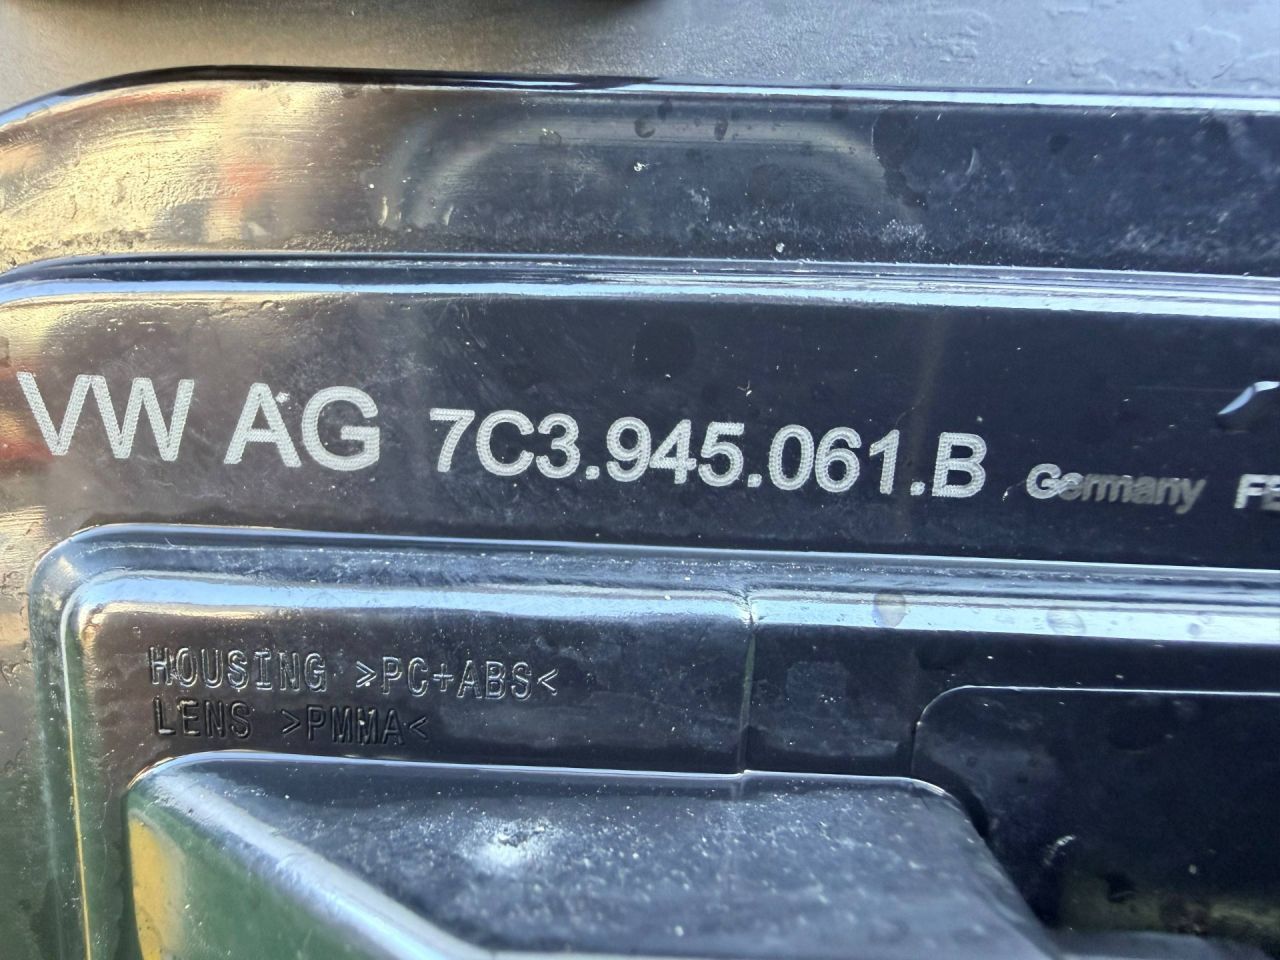 VW AG 7C3.945.061.B Germany
HOUSING >PC+ABS<
LENS >PMMA<